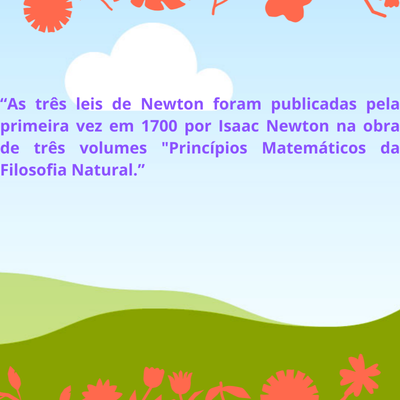 “As três leis de Newton foram publicadas pela
primeira vez em 1700 por Isaac Newton na obra
de três volumes "Princípios Matemáticos da
Filosofia Natural.”